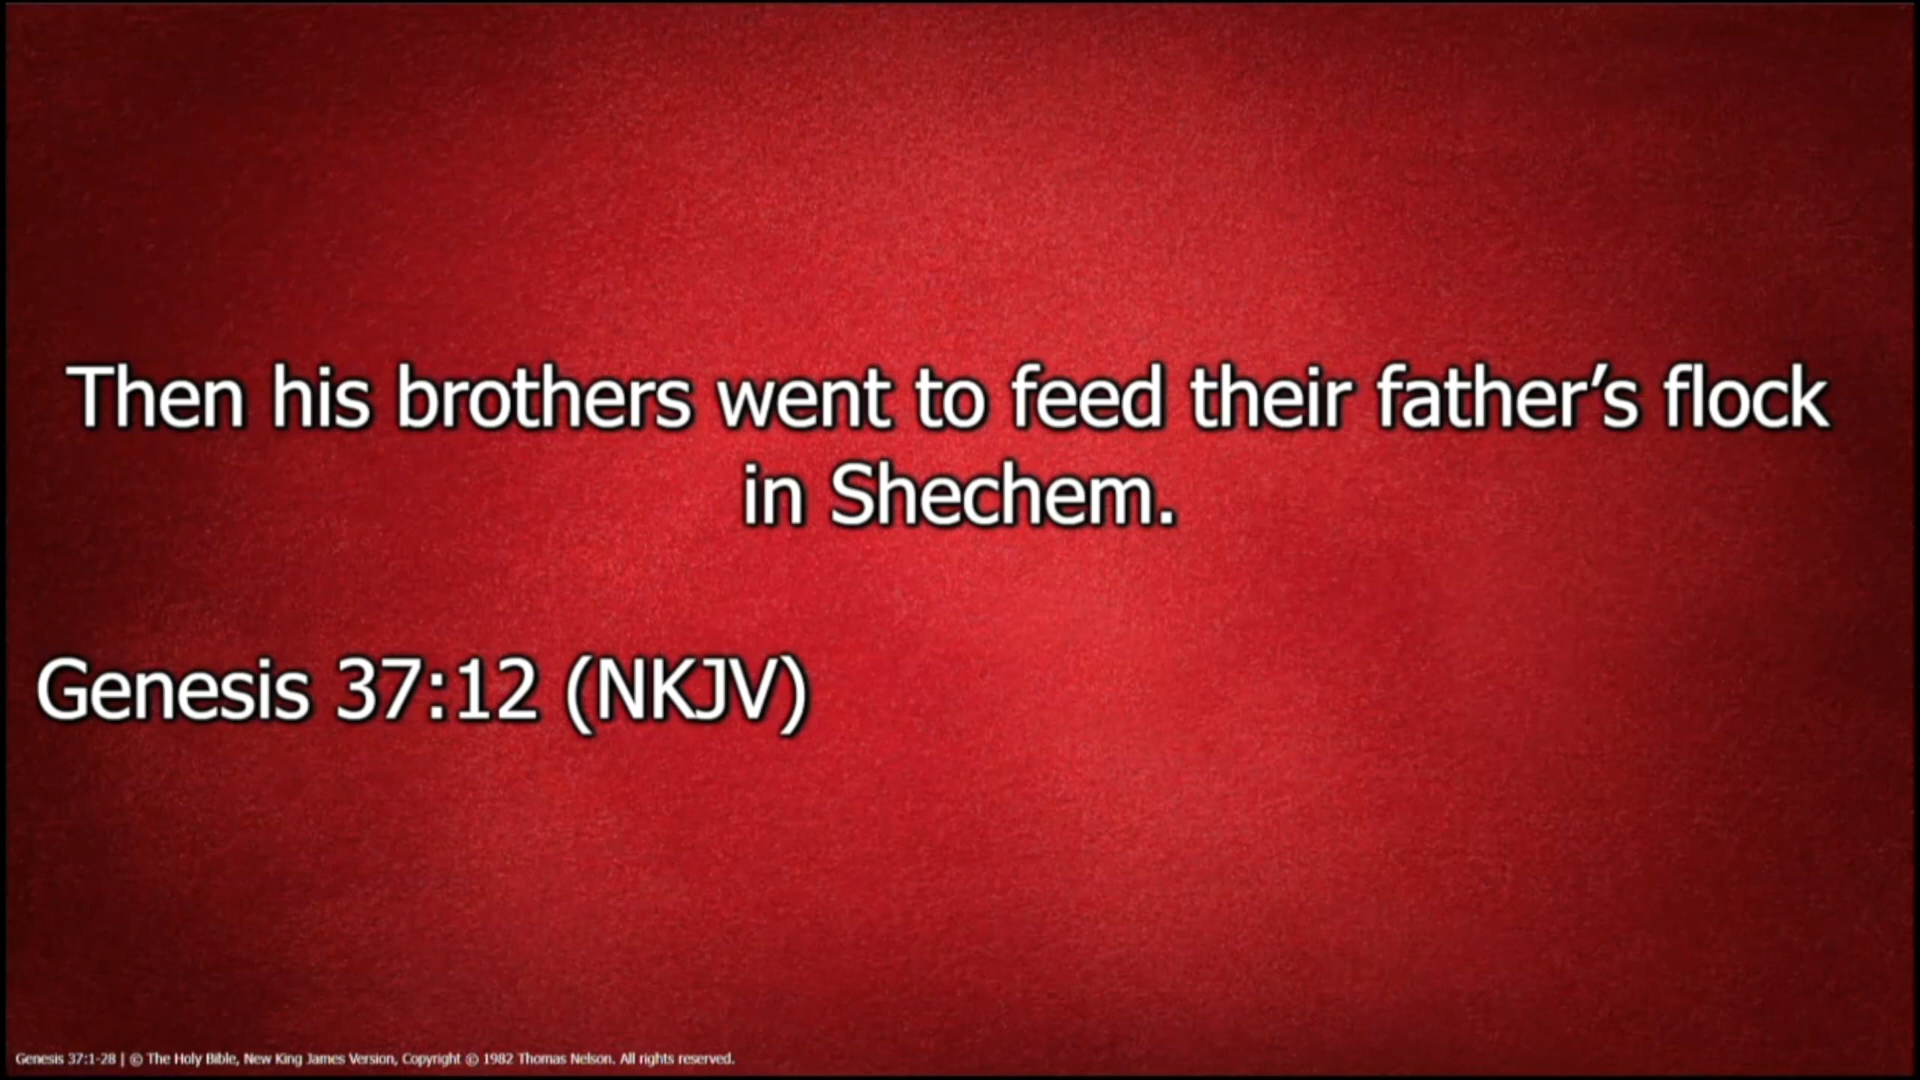 Then his brothers went to feed their father’s flock
in Shechem.
Genesis 37:12 (NKJV)
Genesis 37:1-28 | © The Holy Bible, New King James Version, Copyright © 1982 Thomas Nelson. All rights reserved.